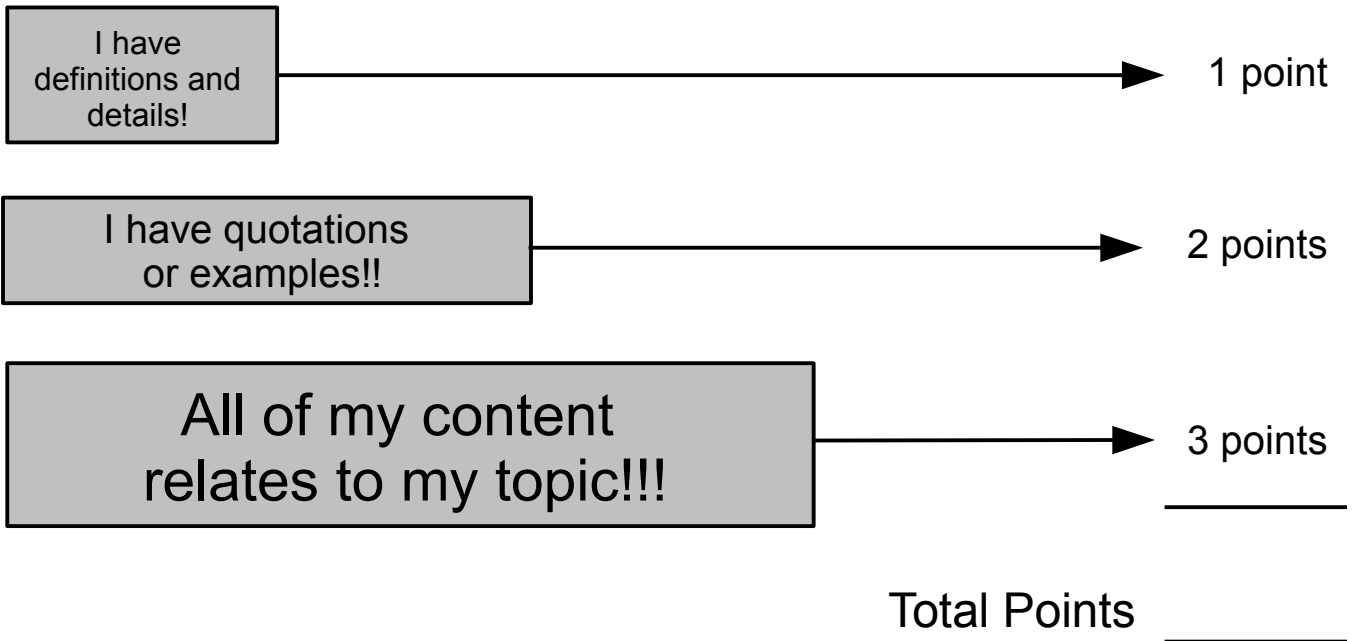 I have
definitions and
details!
1 point
I have quotations
or examples!!
2 points
All of my content
relates to my topic!!!
3 points
Total Points